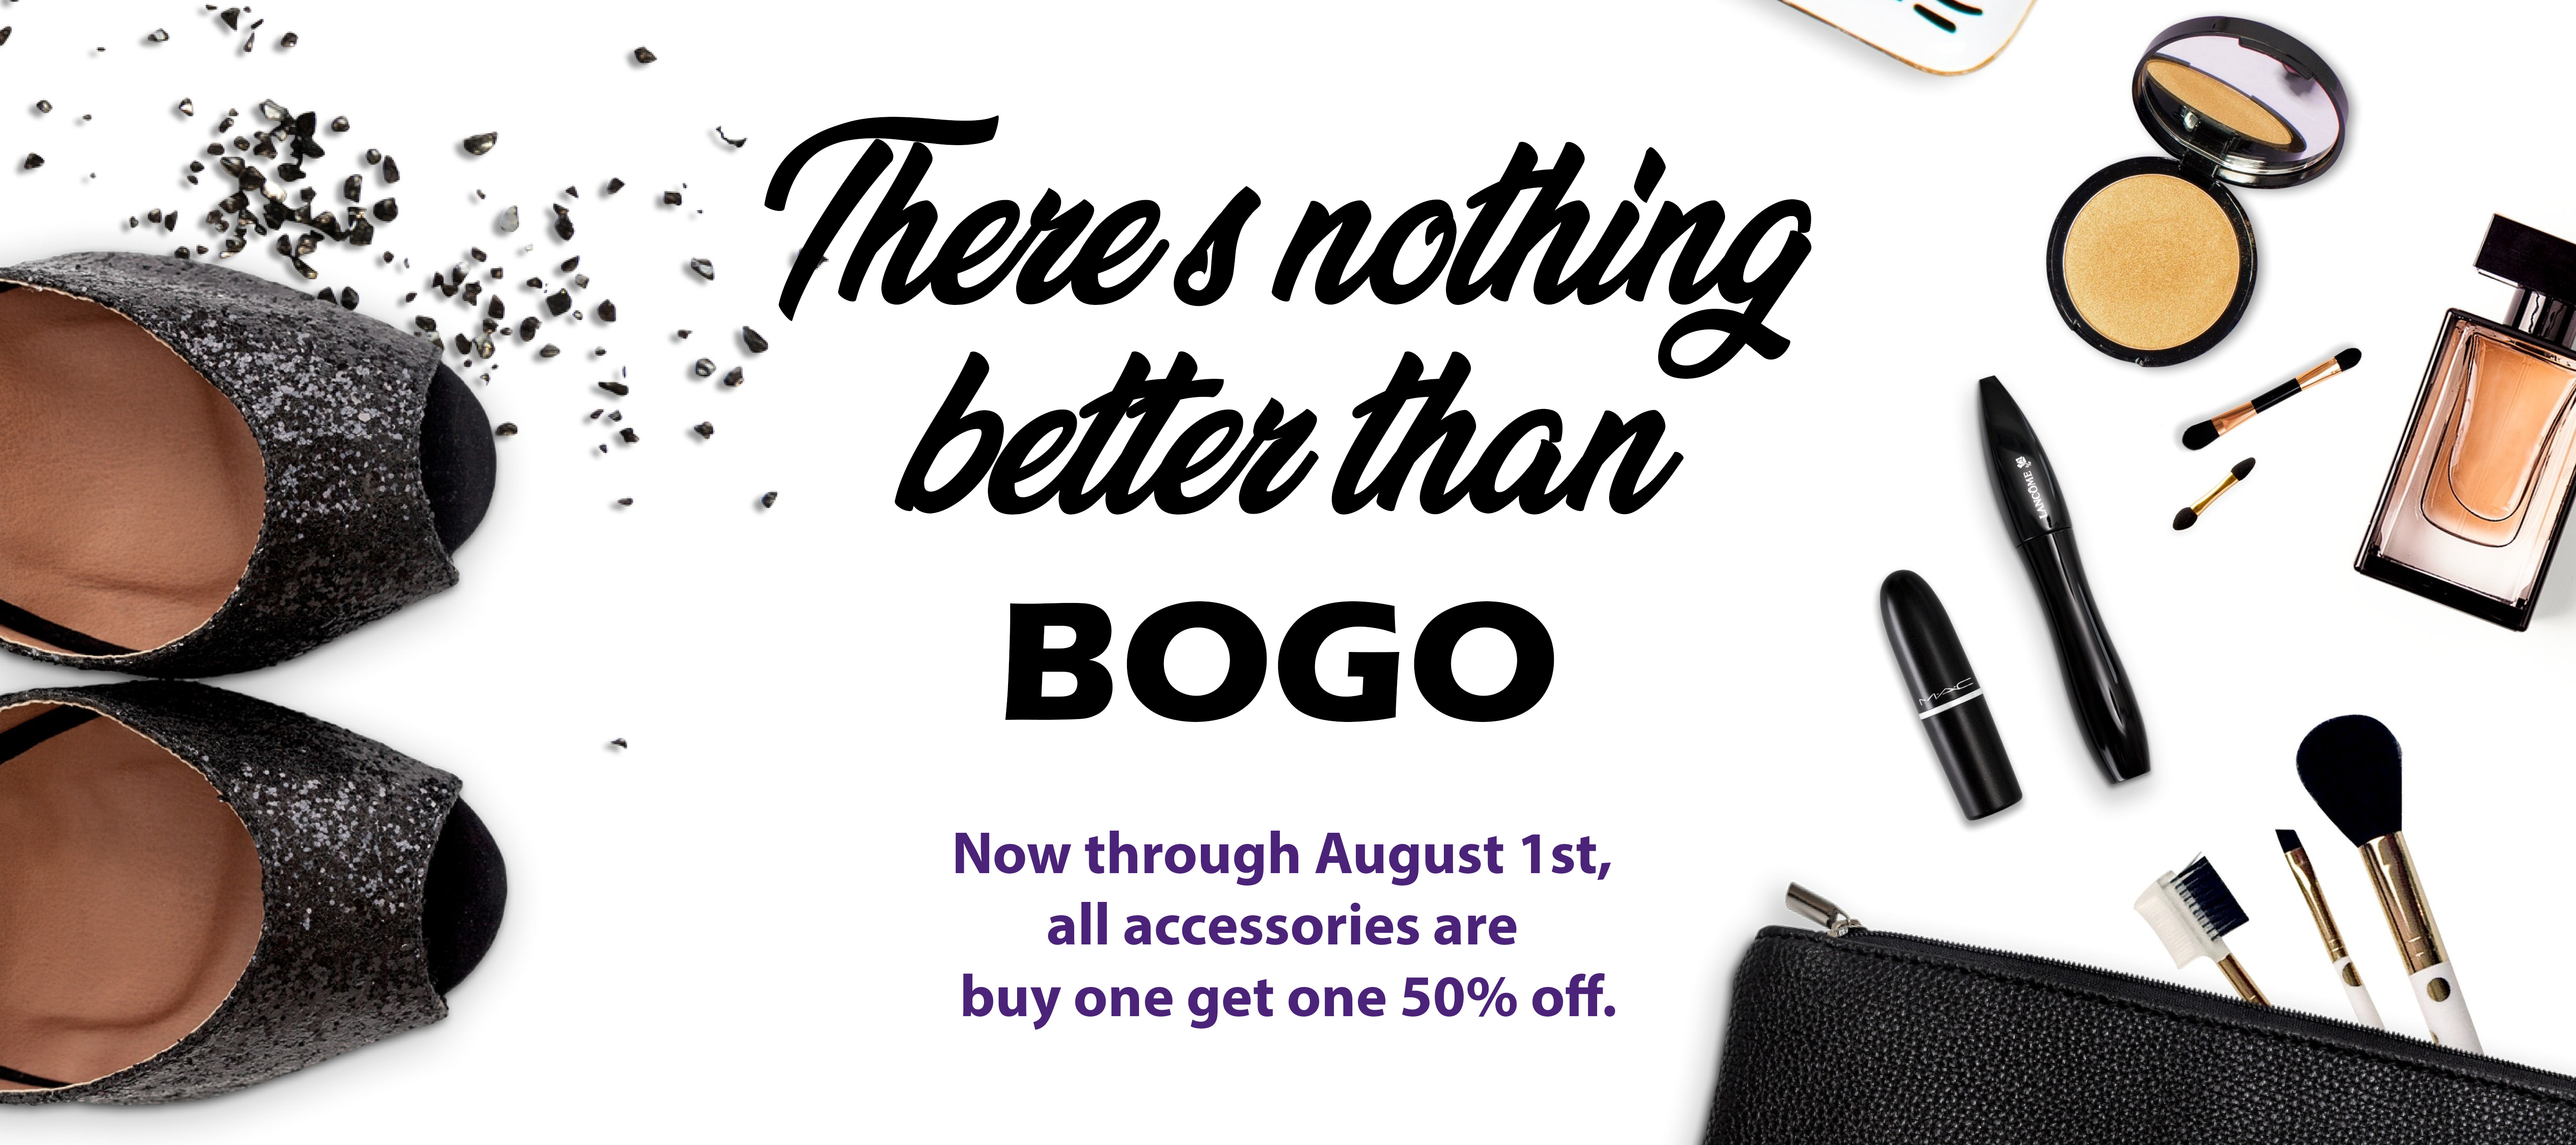 There s nothing
better than
BOGO
Now through August 1st,
all accessories are
buy one get one 50% off.
LANCOME
MAC